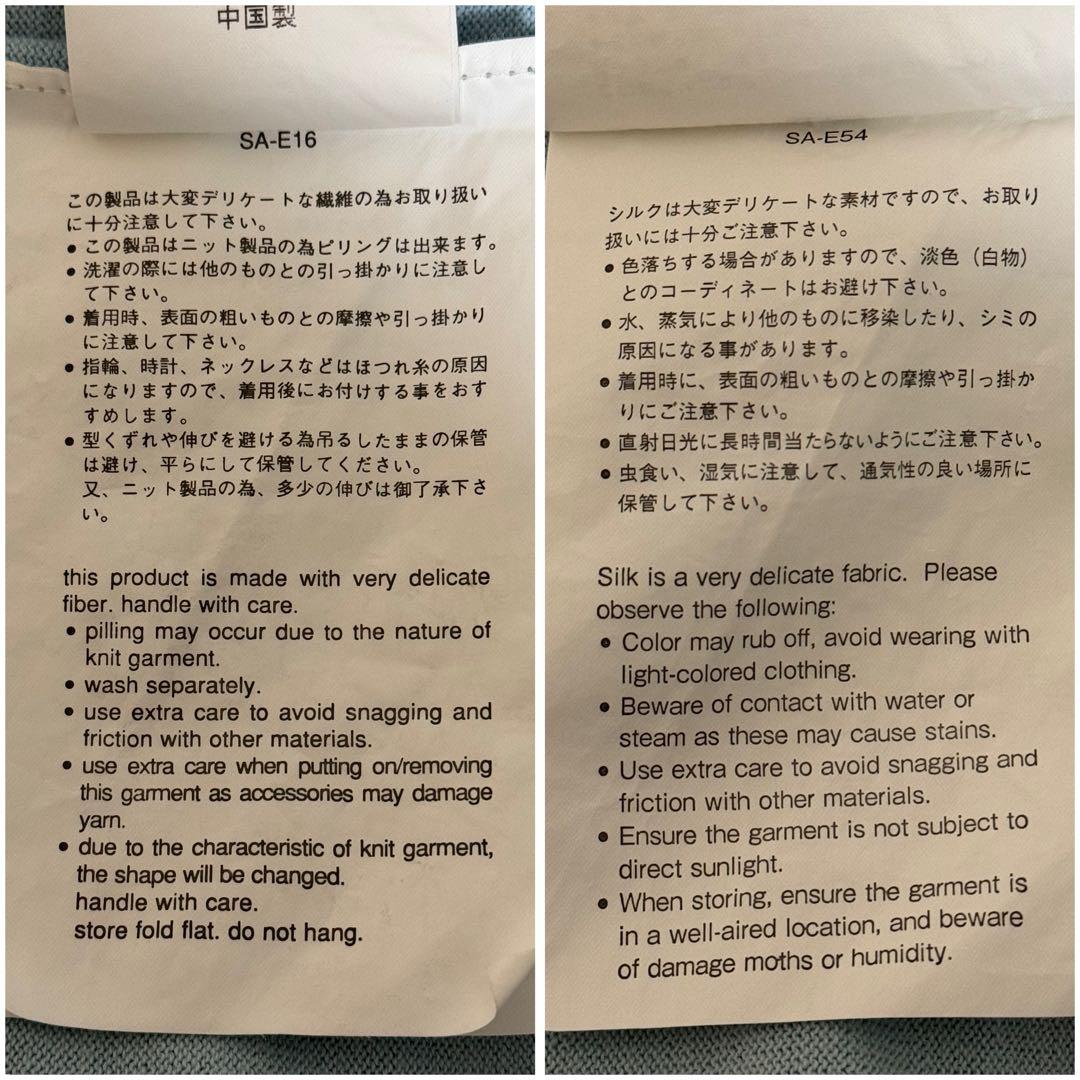 中国製
SA-E16
この製品は大変デリケートな繊維の為お取り扱い
に十分注意して下さい。
● この製品はニット製品の為ピリングは出来ます。
● 洗濯の際には他のものとの引っ掛かりに注意し
て下さい。
● 着用時、表面の粗いものとの摩擦や引っ掛かり
に注意して下さい。
● 指輪、時計、ネックレスなどはほつれ糸の原因
になりますので、着用後にお付けする事をおす
すめします。
● 型くずれや伸びを避ける為吊るしたままの保管
は避け、平らにして保管してください。
又、ニット製品の為、多少の伸びは御了承下さ
い。
this product is made with very delicate
fiber. handle with care.
● pilling may occur due to the nature of
knit garment.
● wash separately.
● use extra care to avoid snagging and
friction with other materials.
● use extra care when putting on/removing
this garment as accessories may damage
yarn.
● due to the characteristic of knit garment,
the shape will be changed.
handle with care.
store fold flat. do not hang.
SA-E54
シルクは大変デリケートな素材ですので、お取り
扱いには十分ご注意下さい。
● 色落ちする場合がありますので、淡色（白物）
とのコーディネートはお避け下さい。
● 水、蒸気により他のものに移染したり、シミの
原因になる事があります。
● 着用時に、表面の粗いものとの摩擦や引っ掛か
りにご注意下さい。
● 直射日光に長時間当たらないようにご注意下さい。
● 虫食い、湿気に注意して、通気性の良い場所に
保管して下さい。
Silk is a very delicate fabric. Please
observe the following:
● Color may rub off, avoid wearing with
light-colored clothing.
● Beware of contact with water or
steam as these may cause stains.
● Use extra care to avoid snagging and
friction with other materials.
● Ensure the garment is not subject to
direct sunlight.
● When storing, ensure the garment is
in a well-aired location, and beware
of damage moths or humidity.